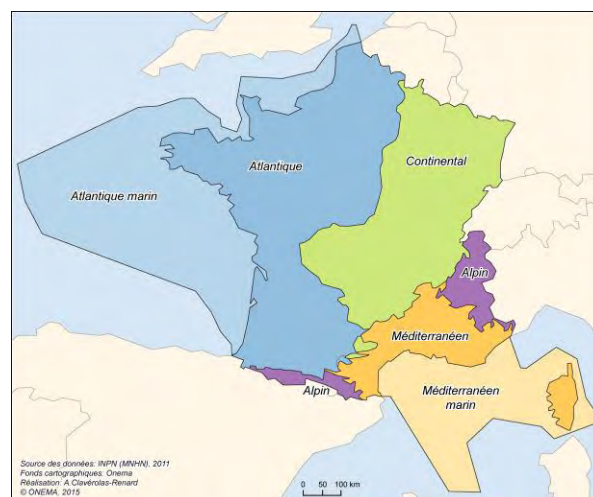 Atlantique
Continental
Atlantique marin
Alpin
Méditerranéen
Alpin
Méditerranéen
marin
Source des données: INPN (MNHN), 2011
Fonds cartographiques: Onema
Réalisation: A.Clavérolas-Renard
© ONEMA, 2015
0 50 100 km